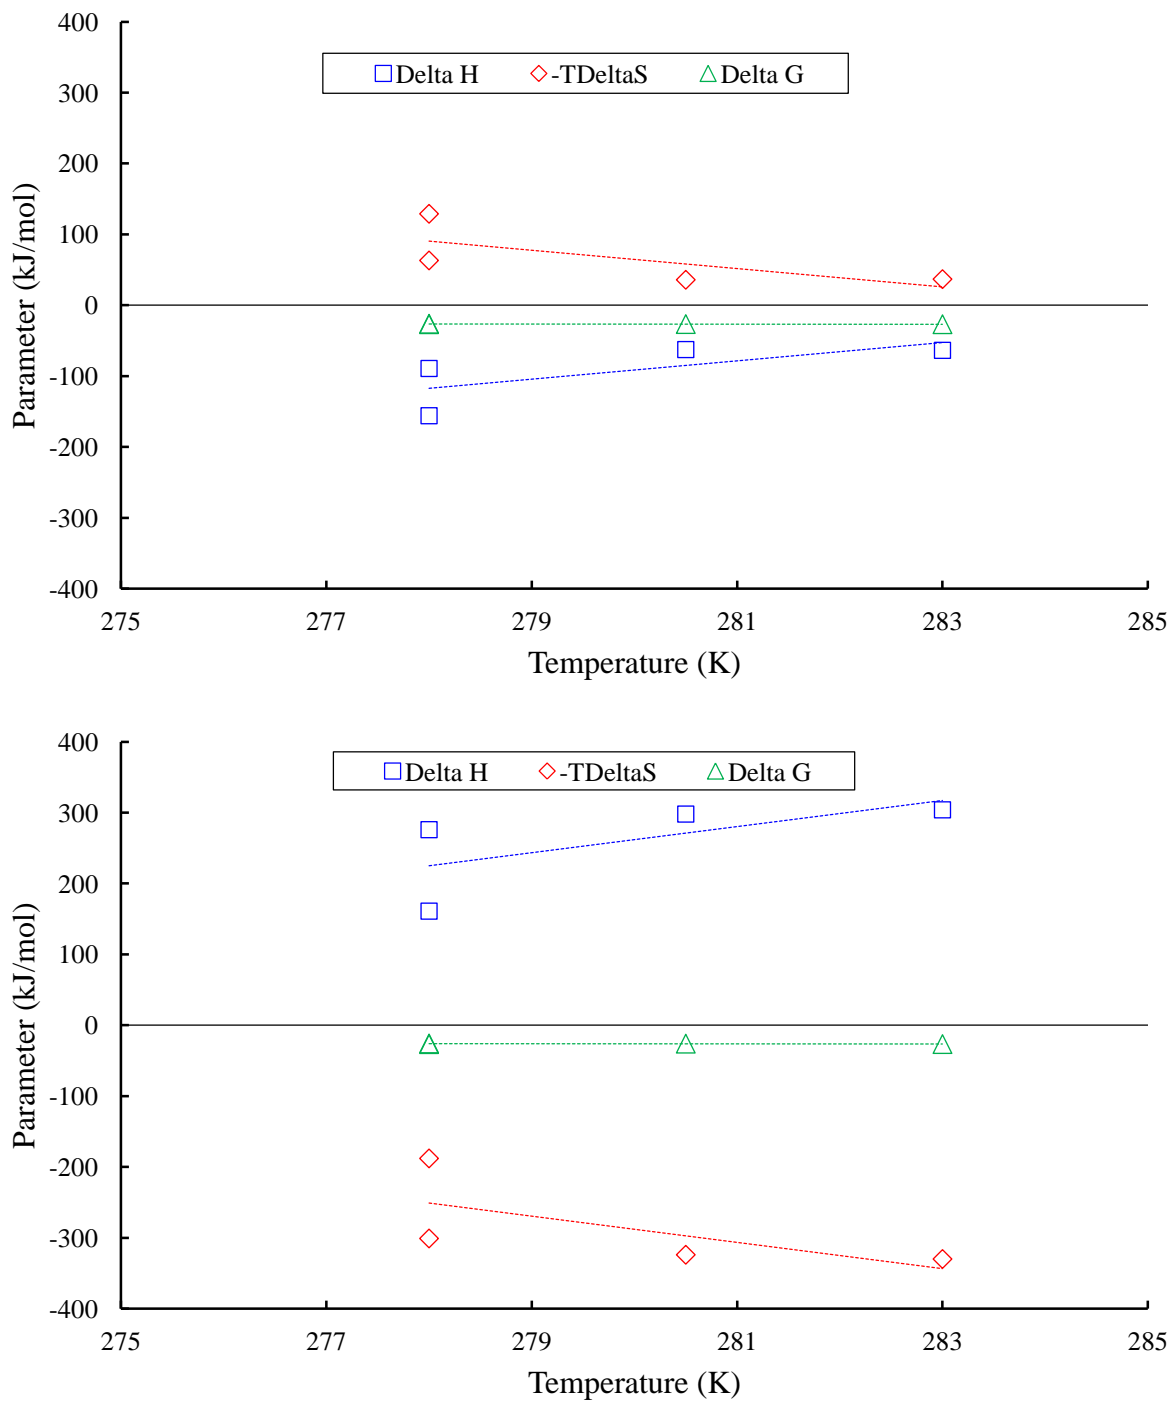 400
300
200
100
0
-100
-200
-300
-400
Parameter (kJ/mol)
Delta H -TDeltaS Delta G
275 277 279 281 283 285
Temperature (K)
400
300
200
100
0
-100
-200
-300
-400
Parameter (kJ/mol)
Delta H -TDeltaS Delta G
275 277 279 281 283 285
Temperature (K)